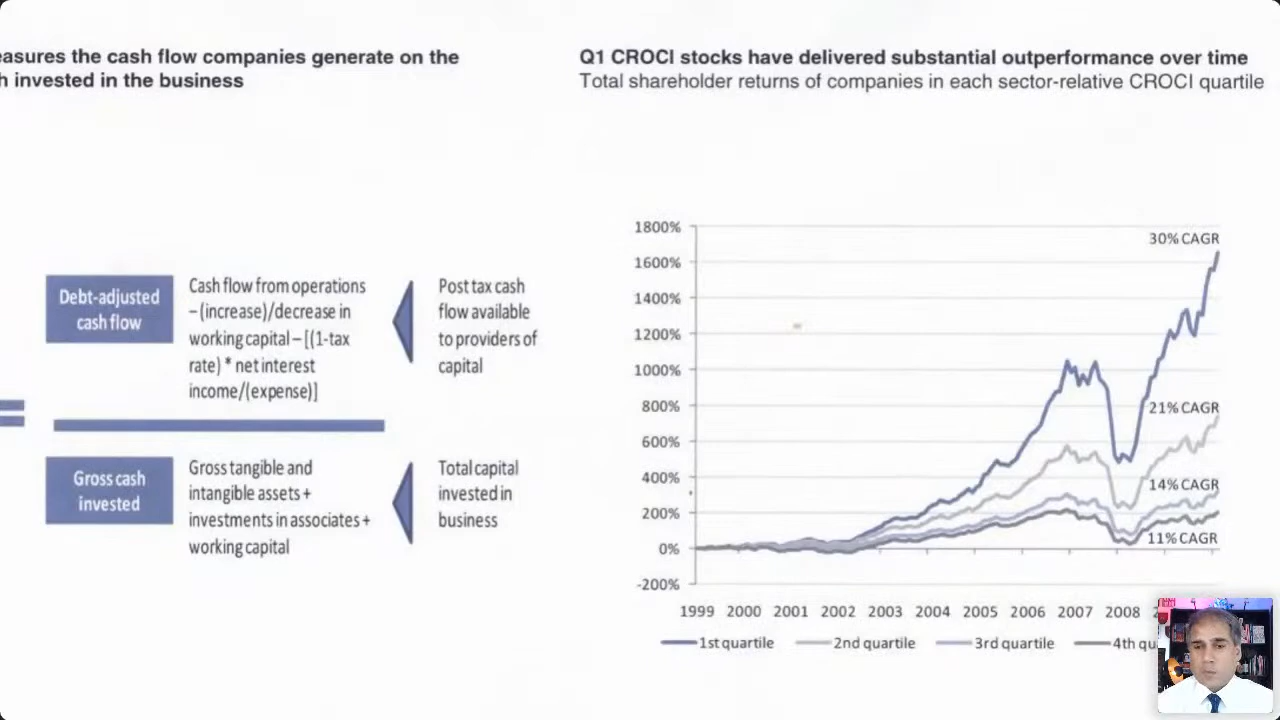 easures the cash flow companies generate on the
h invested in the business
Debt-adjusted
cash flow
Cash flow from operations
– (increase)/decrease in
working capital – [(1-tax
rate) * net interest
income/(expense)]
Post tax cash
flow available
to providers of
capital
Gross cash
invested
Gross tangible and
intangible assets +
investments in associates +
working capital
Total capital
invested in
business
Q1 CROCI stocks have delivered substantial outperformance over time
Total shareholder returns of companies in each sector-relative CROCI quartile
1800%
1600%
1400%
1200%
1000%
800%
600%
400%
200%
0%
-200%
30% CAGR
21% CAGR
14% CAGR
11% CAGR
1999 2000 2001 2002 2003 2004 2005 2006 2007 2008 2
1st quartile 2nd quartile 3rd quartile 4th qu